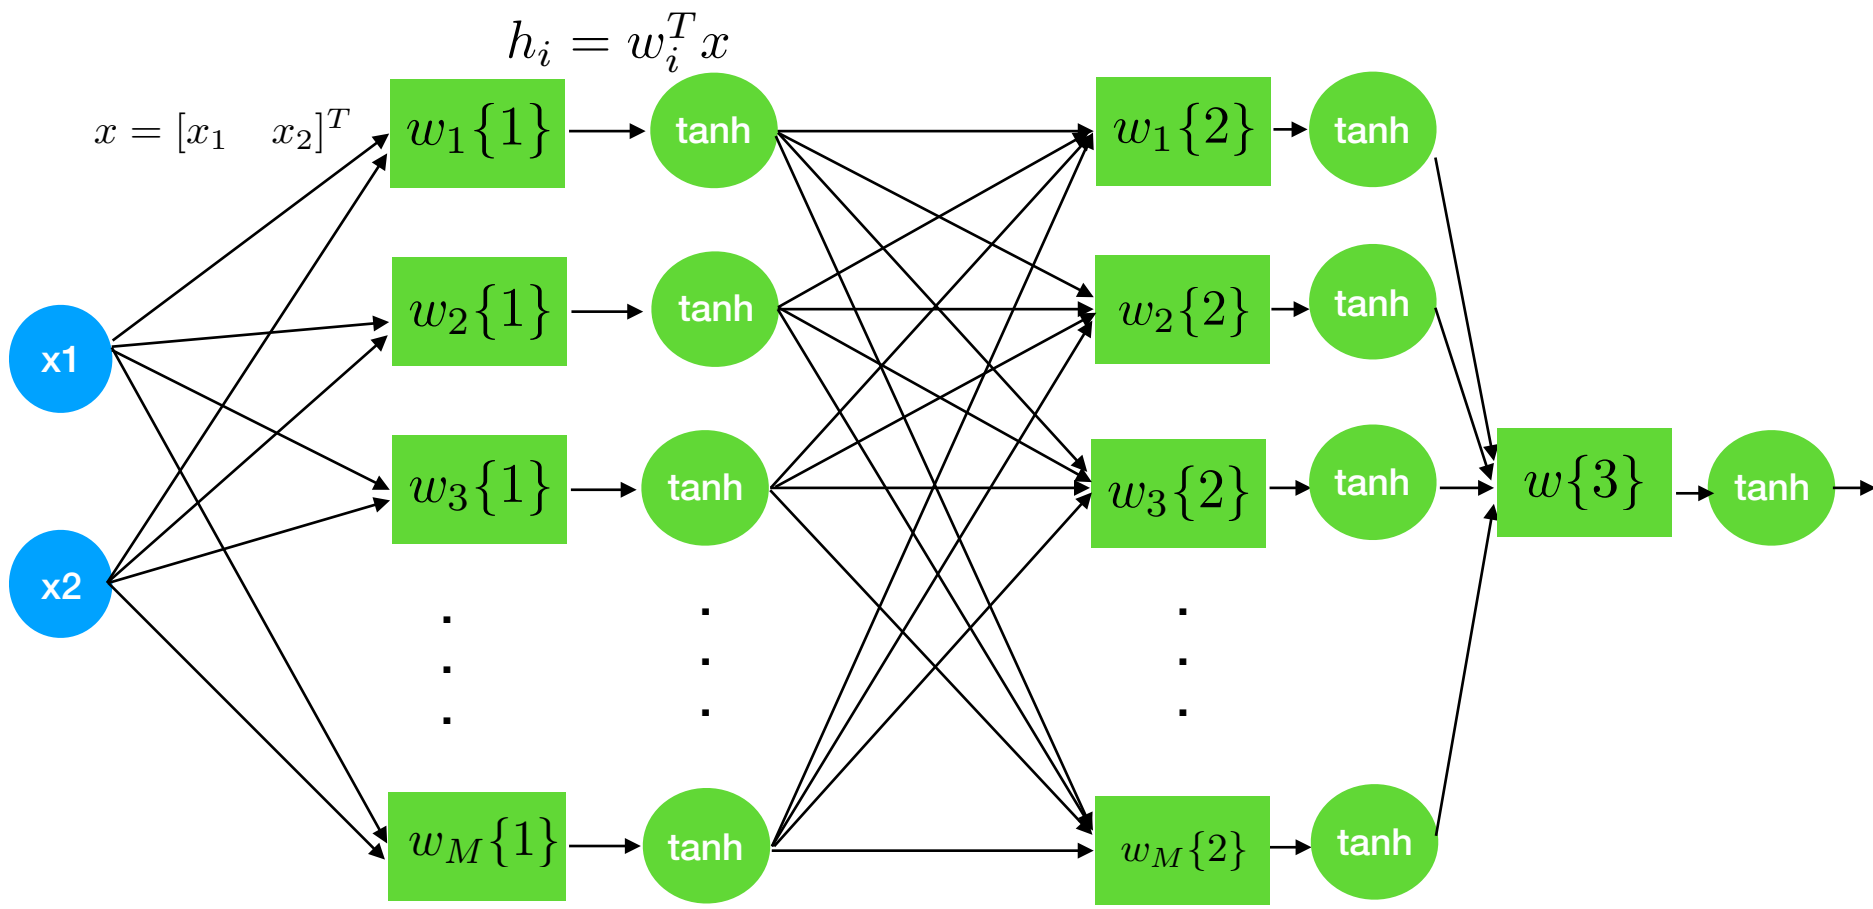 h_i = w_i^T x
x = [x_1 x_2]^T
w_1{1} tanh w_1{2} tanh
w_2{1} tanh w_2{2} tanh
x1
w_3{1} tanh w_3{2} tanh w{3} tanh
x2
. . .
. . .
. . .
w_M{1} tanh w_M{2} tanh